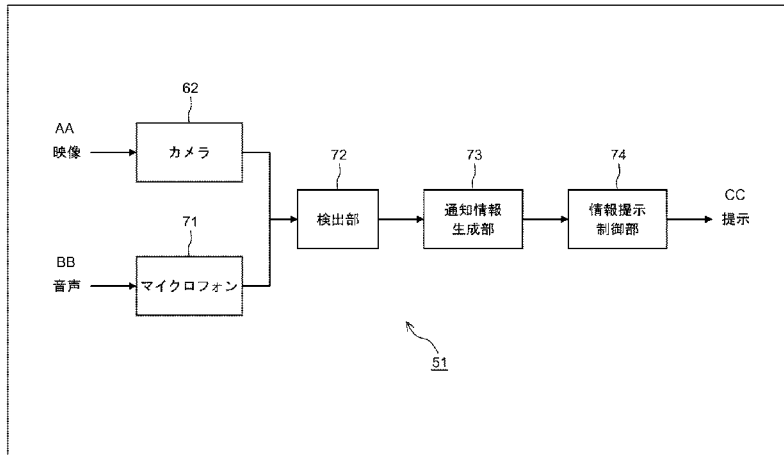 62
AA
映像
カメラ
72
73
74
CC
検出部
通知情報
生成部
情報提示
制御部
提示
71
BB
音声
マイクロフォン
51